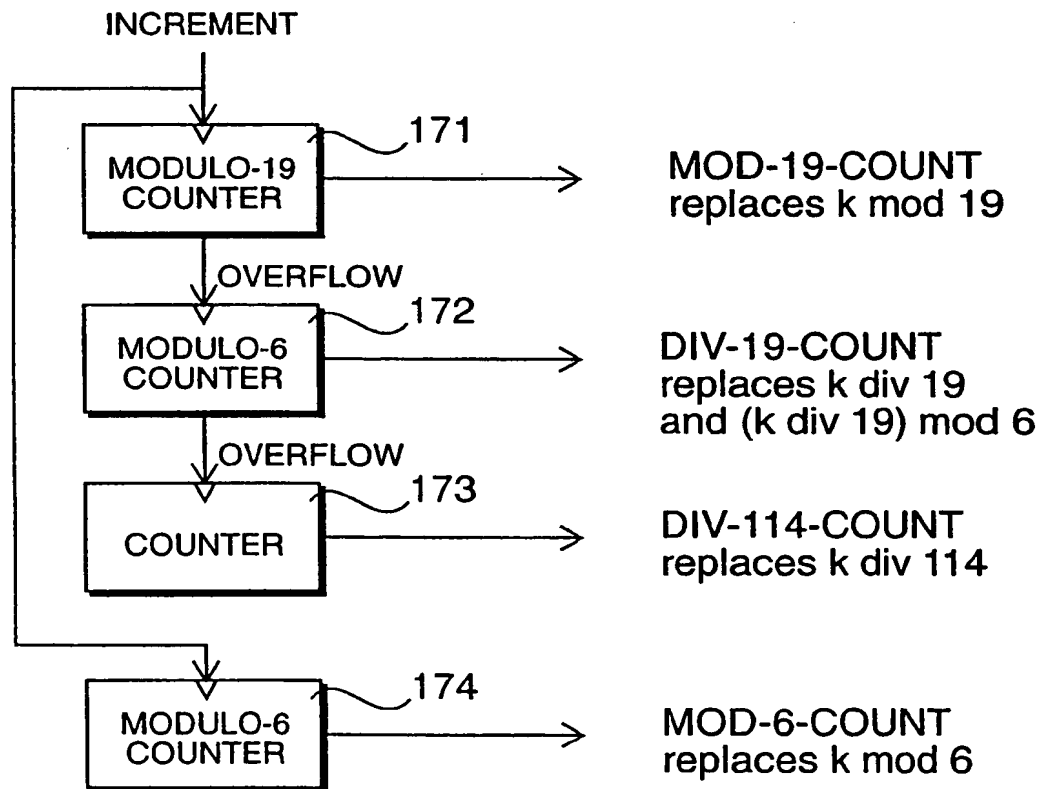 INCREMENT
171
MODULO-19
COUNTER
MOD-19-COUNT
replaces k mod 19
OVERFLOW
172
MODULO-6
COUNTER
DIV-19-COUNT
replaces k div 19
and (k div 19) mod 6
OVERFLOW
173
COUNTER
DIV-114-COUNT
replaces k div 114
174
MODULO-6
COUNTER
MOD-6-COUNT
replaces k mod 6